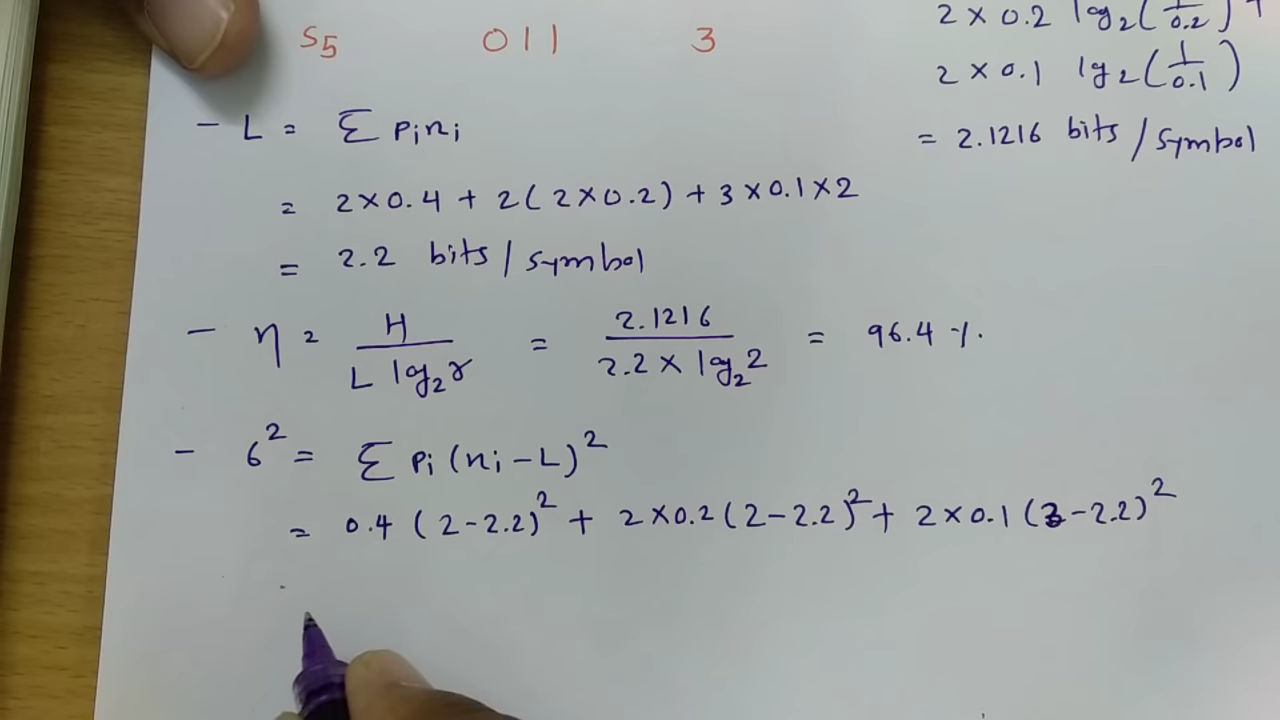 2 × 0.2 log₂(1/0.2) +
2 × 0.1 log₂(1/0.1)
= 2.1216 bits / symbol
S5 011 3
- L = Σ Pi ni
= 2×0.4 + 2(2×0.2) + 3×0.1×2
= 2.2 bits / symbol
- η = H / (L log₂ r) = 2.1216 / (2.2 × log₂ 2) = 96.4 %.
- σ² = Σ Pi (ni - L)²
= 0.4 (2-2.2)² + 2×0.2(2-2.2)² + 2×0.1(3-2.2)²